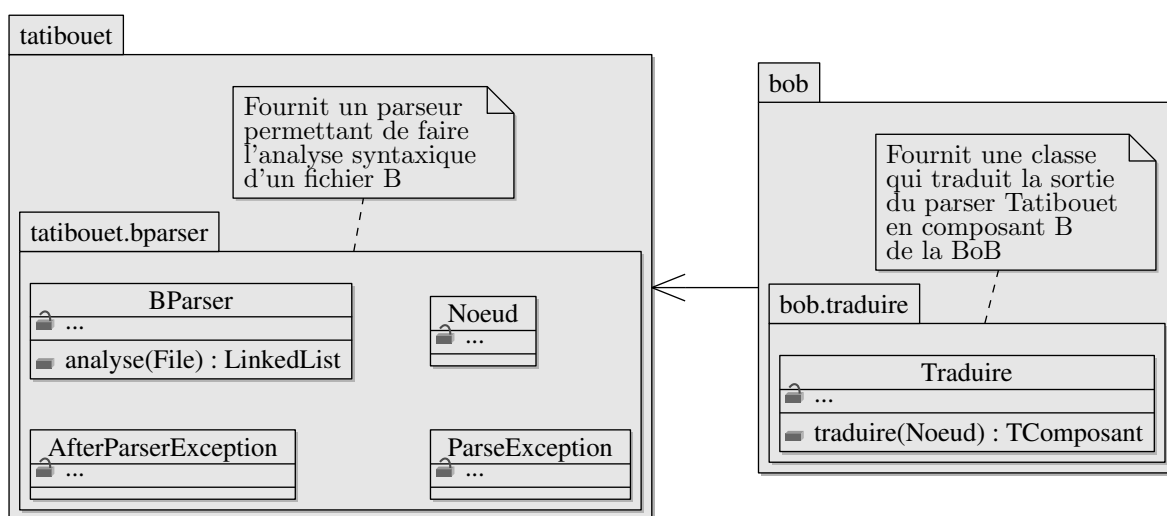 tatibouet
Fournit un parseur
permettant de faire
l'analyse syntaxique
d'un fichier B
tatibouet.bparser
BParser
...
analyse(File) : LinkedList
Noeud
...
AfterParserException
...
ParseException
...
bob
Fournit une classe
qui traduit la sortie
du parser Tatibouet
en composant B
de la BoB
bob.traduire
Traduire
...
traduire(Noeud) : TComposant